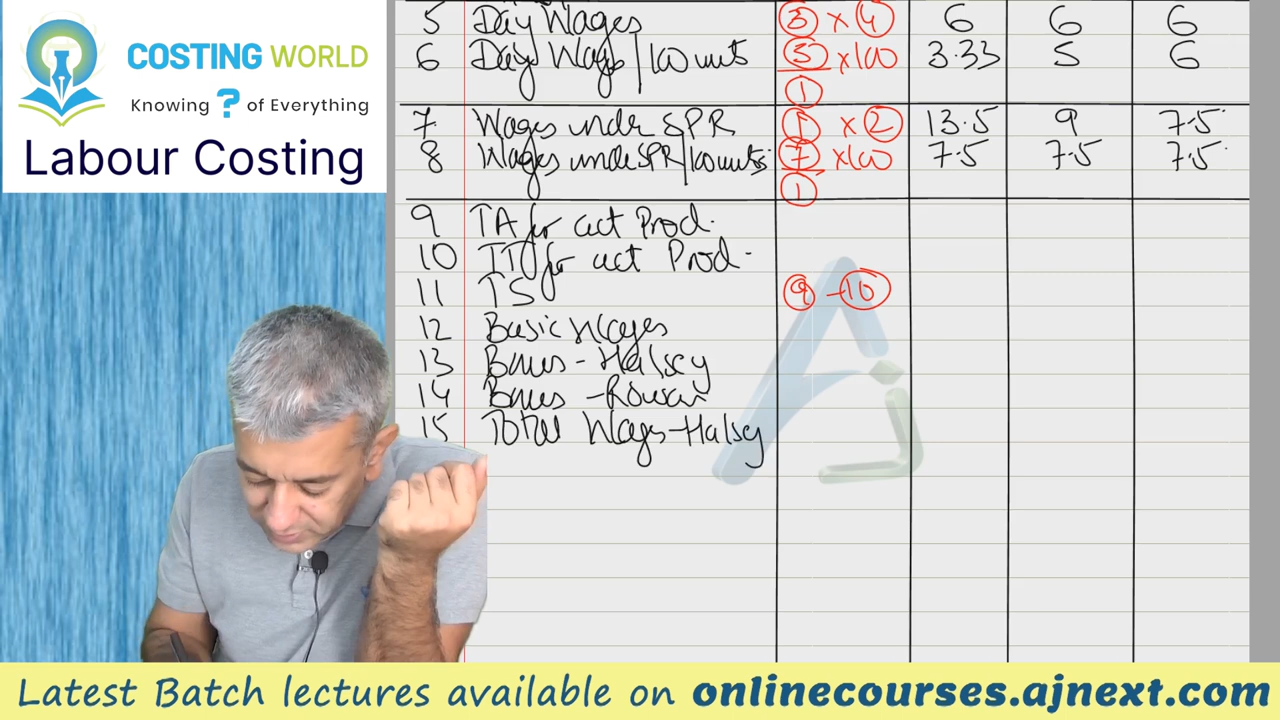 COSTING WORLD
Knowing ? of Everything
Labour Costing
5 Day Wages 3 x 4 6 6 6
6 Day Wages/100 units 5 x100 3.33 5 6
1
7 Wages under SPR 1 x 2 13.5 9 7.5
8 Wages under SPR/100 units 7 x100 7.5 7.5 7.5
1
9 TA for act Prod.
10 TT for act Prod.
11 TS 9 - 10
12 Basic Wages
13 Bonus - Halsey
14 Bonus - Rowan
15 Total Wages - Halsey
Latest Batch lectures available on onlinecourses.ajnext.com